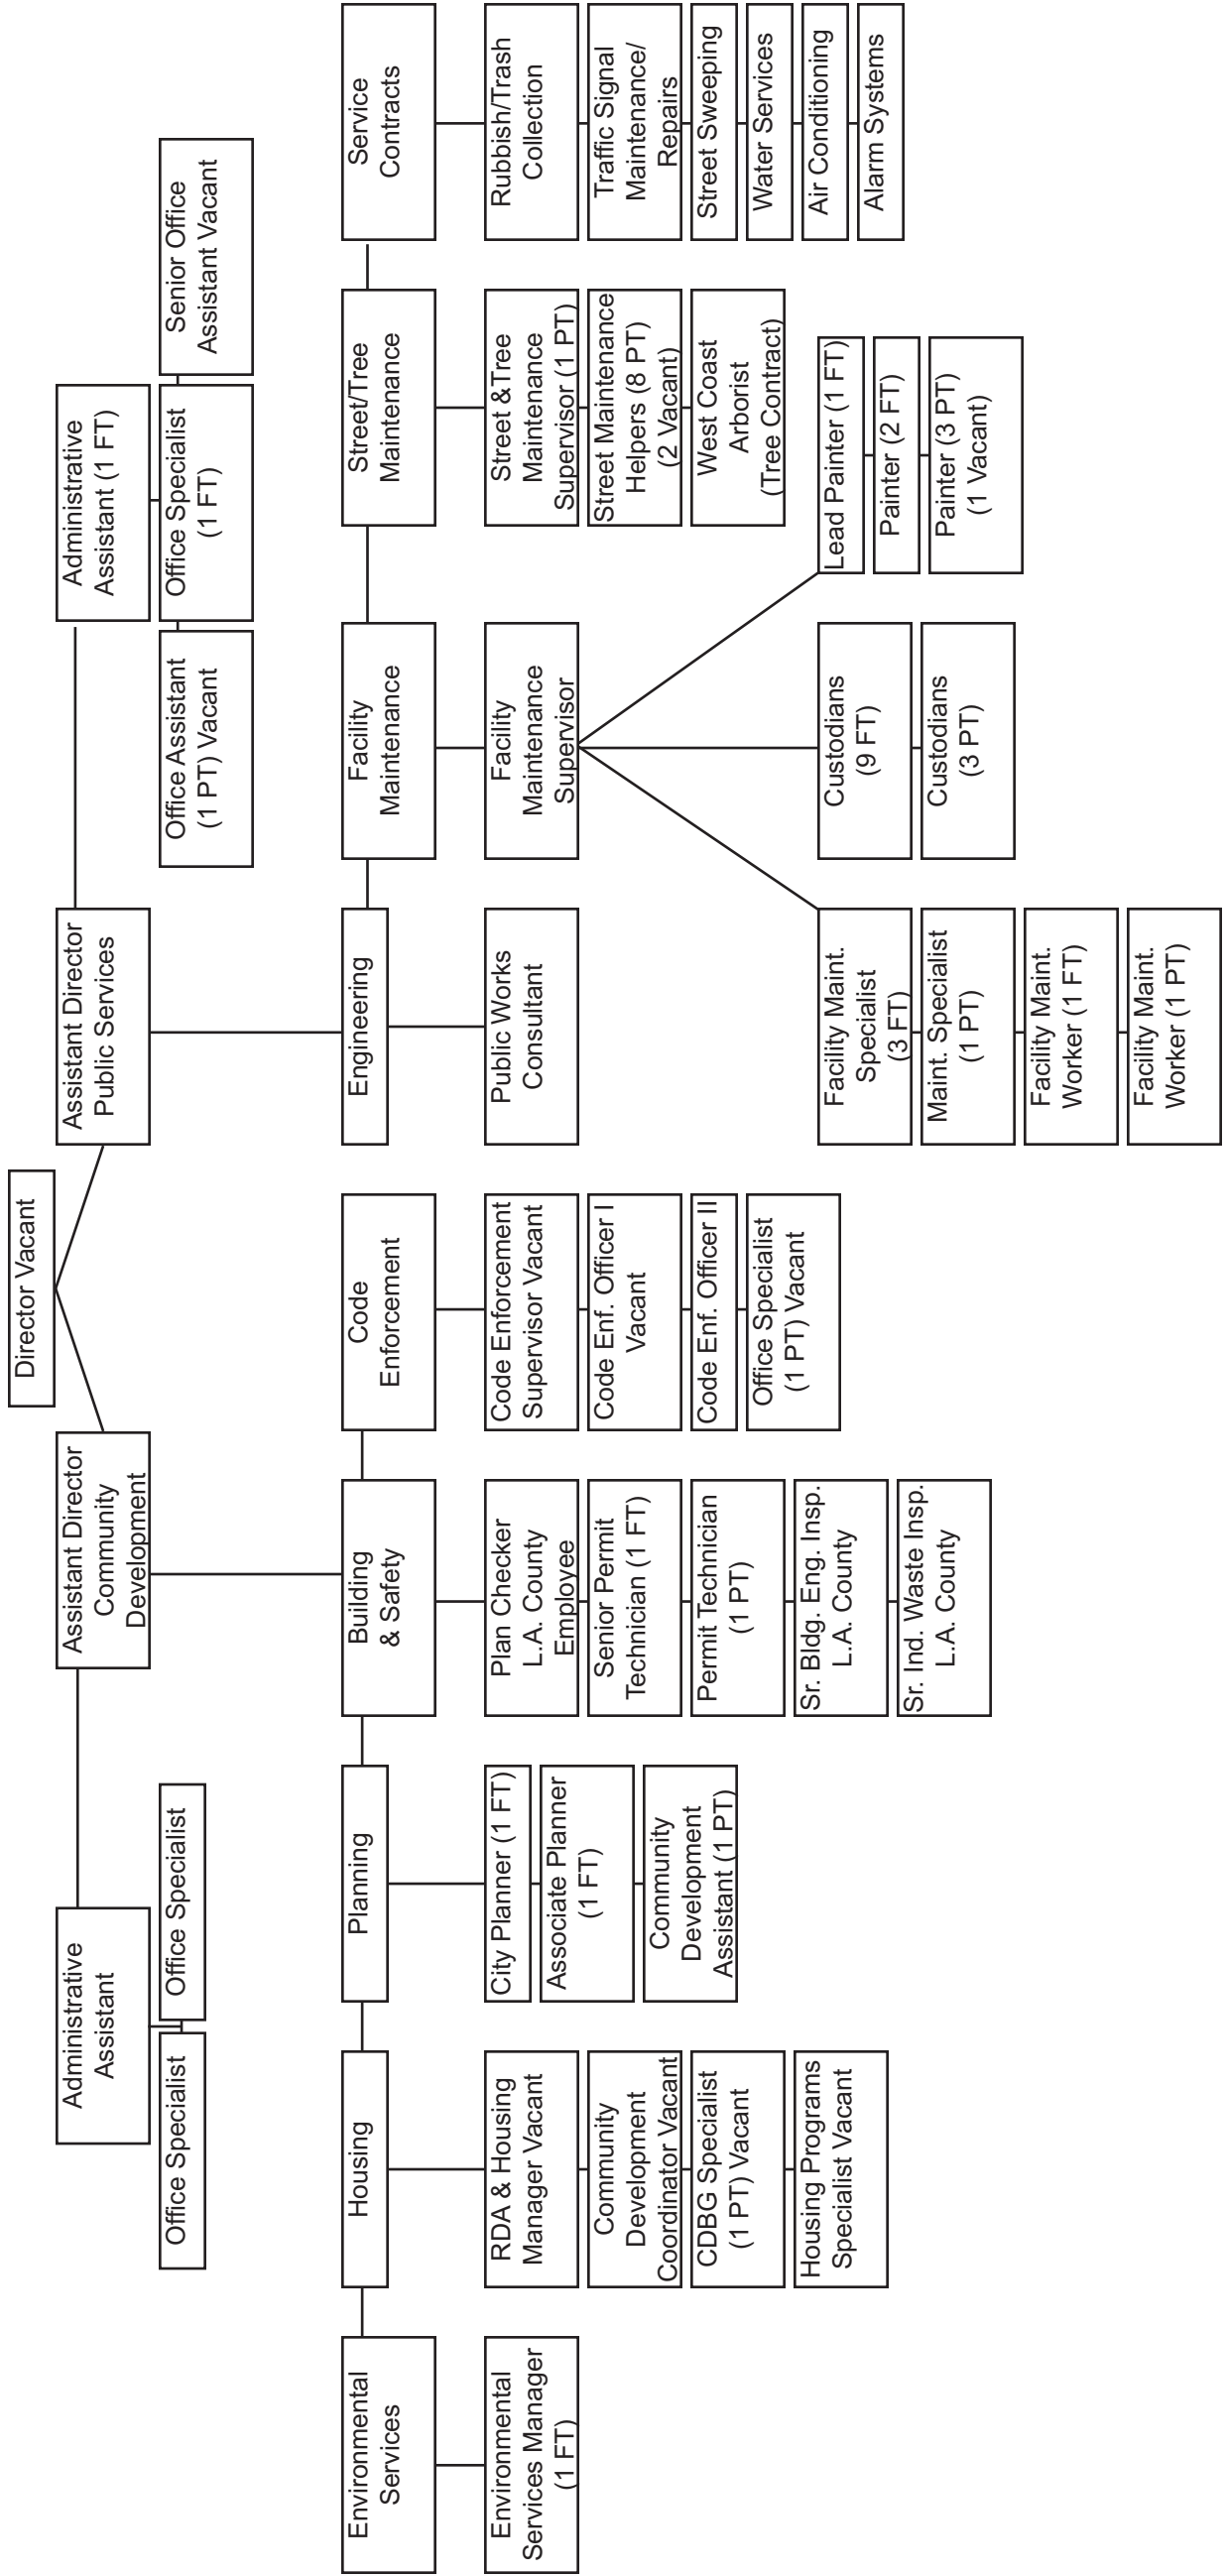 Director Vacant
Assistant Director
Community
Development
Assistant Director
Public Services
Administrative
Assistant
Office Specialist
Office Specialist
Administrative
Assistant (1 FT)
Office Assistant
(1 PT) Vacant
Office Specialist
(1 FT)
Senior Office
Assistant Vacant
Environmental
Services
Environmental
Services Manager
(1 FT)
Housing
RDA & Housing
Manager Vacant
Community
Development
Coordinator Vacant
CDBG Specialist
(1 PT) Vacant
Housing Programs
Specialist Vacant
Planning
City Planner (1 FT)
Associate Planner
(1 FT)
Community
Development
Assistant (1 PT)
Building
& Safety
Plan Checker
L.A. County
Employee
Senior Permit
Technician (1 FT)
Permit Technician
(1 PT)
Sr. Bldg. Eng. Insp.
L.A. County
Sr. Ind. Waste Insp.
L.A. County
Code
Enforcement
Code Enforcement
Supervisor Vacant
Code Enf. Officer I
Vacant
Code Enf. Officer II
Office Specialist
(1 PT) Vacant
Engineering
Public Works
Consultant
Facility
Maintenance
Facility
Maintenance
Supervisor
Facility Maint.
Specialist
(3 FT)
Maint. Specialist
(1 PT)
Facility Maint.
Worker (1 FT)
Facility Maint.
Worker (1 PT)
Custodians
(9 FT)
Custodians
(3 PT)
Lead Painter (1 FT)
Painter (2 FT)
Painter (3 PT)
(1 Vacant)
Street/Tree
Maintenance
Street &Tree
Maintenance
Supervisor (1 PT)
Street Maintenance
Helpers (8 PT)
(2 Vacant)
West Coast
Arborist
(Tree Contract)
Service
Contracts
Rubbish/Trash
Collection
Traffic Signal
Maintenance/
Repairs
Street Sweeping
Water Services
Air Conditioning
Alarm Systems